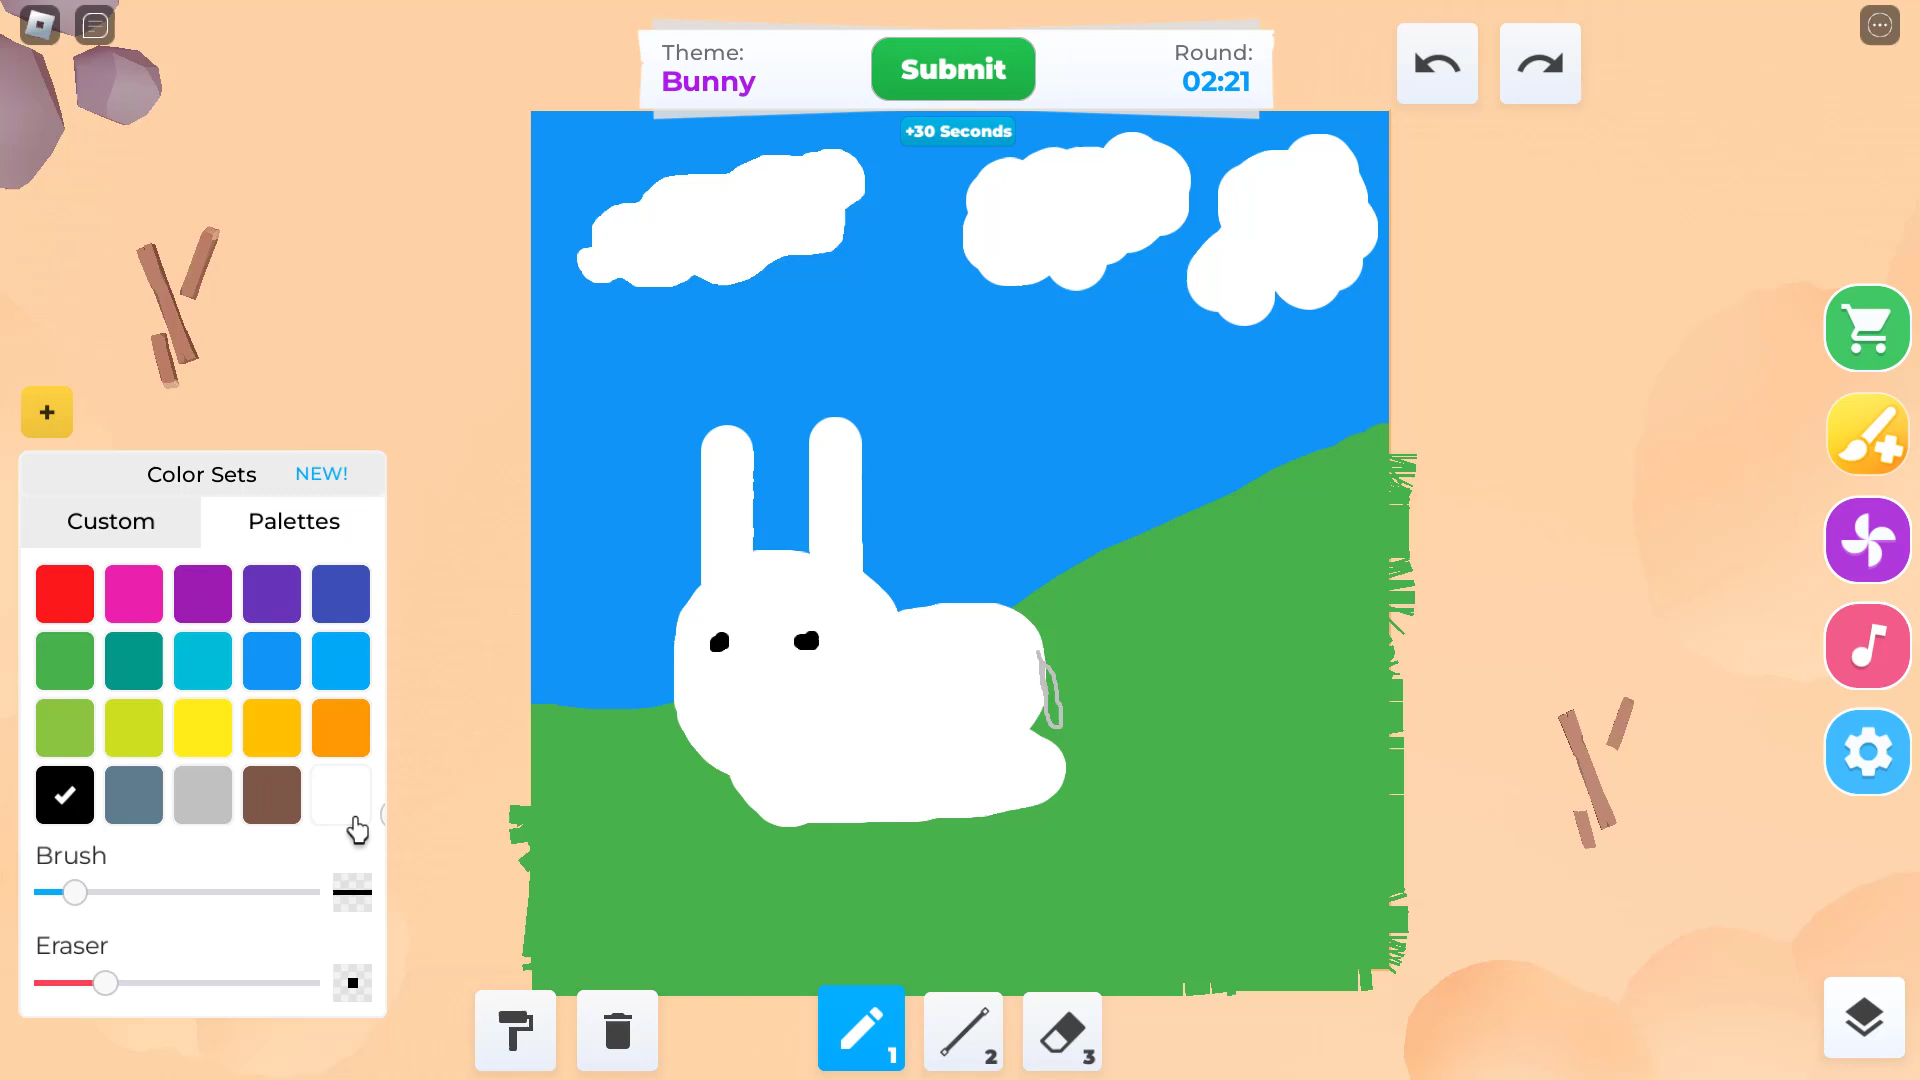 Theme:
Bunny
Submit
Round:
02:21
+30 Seconds
+
Color Sets
NEW!
Custom
Palettes
Brush
Eraser
1
2
3